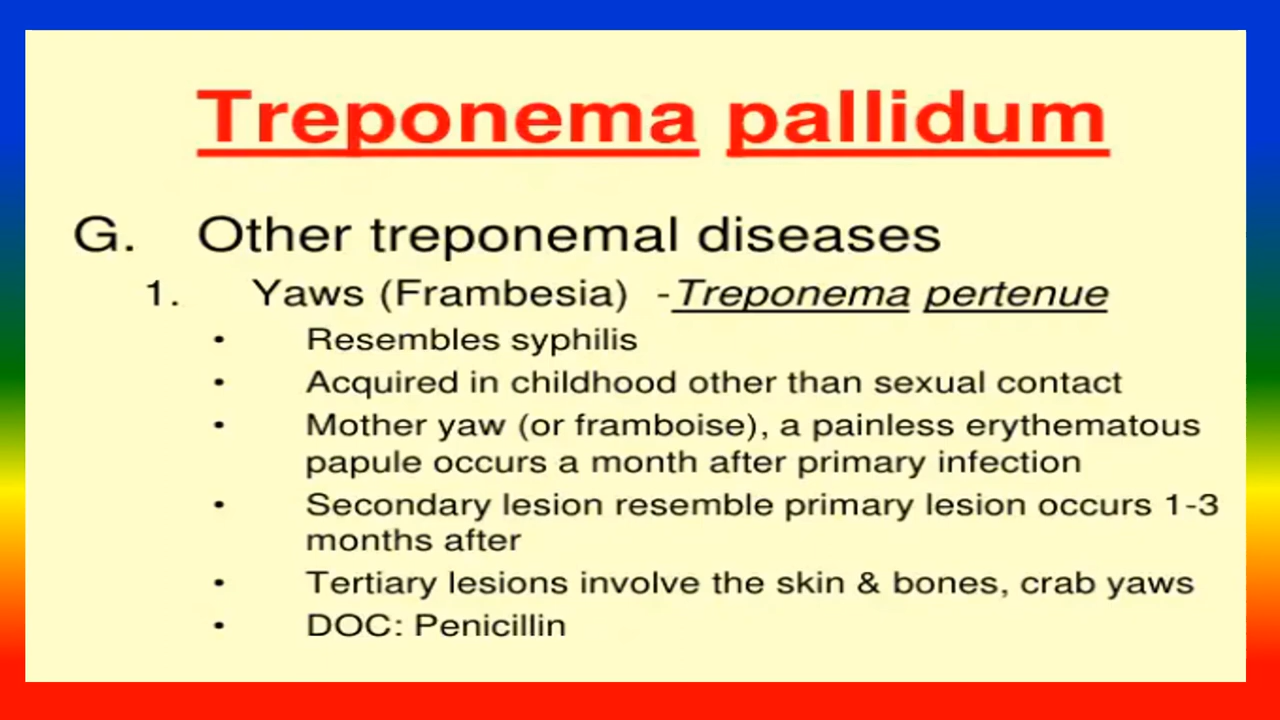 Treponema pallidum
G. Other treponemal diseases
1. Yaws (Frambesia) -Treponema pertenue
• Resembles syphilis
• Acquired in childhood other than sexual contact
• Mother yaw (or framboise), a painless erythematous
papule occurs a month after primary infection
• Secondary lesion resemble primary lesion occurs 1-3
months after
• Tertiary lesions involve the skin & bones, crab yaws
• DOC: Penicillin